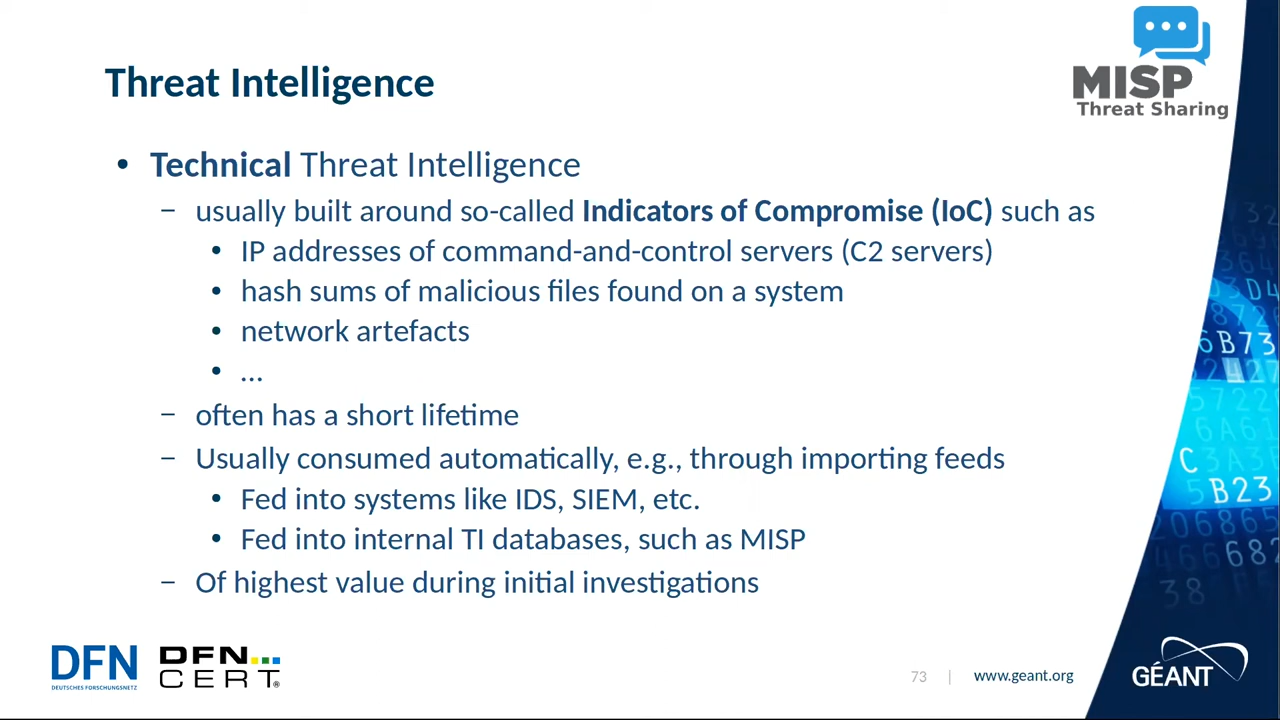 MISP
Threat Sharing
Threat Intelligence
• Technical Threat Intelligence
– usually built around so-called Indicators of Compromise (IoC) such as
• IP addresses of command-and-control servers (C2 servers)
• hash sums of malicious files found on a system
• network artefacts
• ...
– often has a short lifetime
– Usually consumed automatically, e.g., through importing feeds
• Fed into systems like IDS, SIEM, etc.
• Fed into internal TI databases, such as MISP
– Of highest value during initial investigations
DFN
DEUTSCHES FORSCHUNGSNETZ
DFN
CERT®
73 | www.geant.org
GÉANT
6B73
C
B23
38